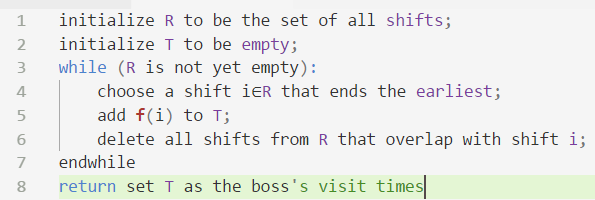 1 initialize R to be the set of all shifts;
2 initialize T to be empty;
3 while (R is not yet empty):
4 choose a shift i∈R that ends the earliest;
5 add f(i) to T;
6 delete all shifts from R that overlap with shift i;
7 endwhile
8 return set T as the boss's visit times